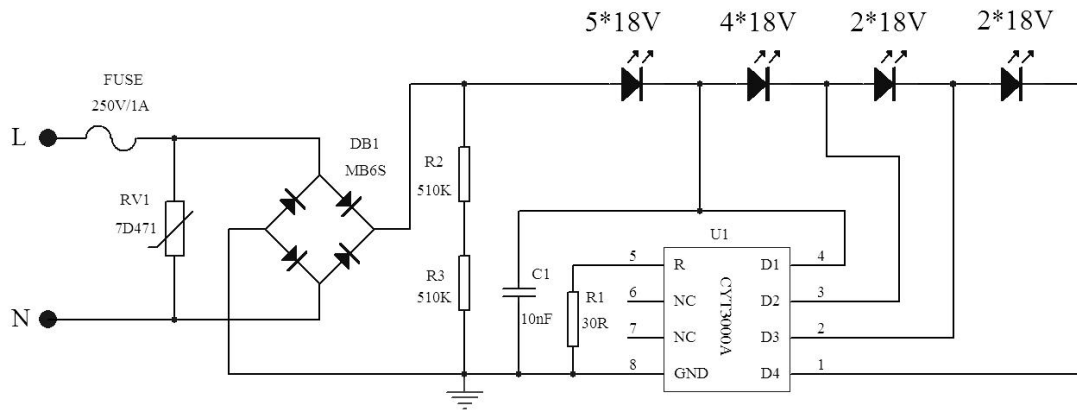 5*18V
4*18V
2*18V
2*18V
FUSE
250V/1A
L
DB1
MB6S
R2
510K
RV1
7D471
U1
R3
510K
C1
10nF
R1
30R
5
R
D1
4
6
NC
D2
3
7
NC
D3
2
8
GND
D4
1
CYT3000A
N